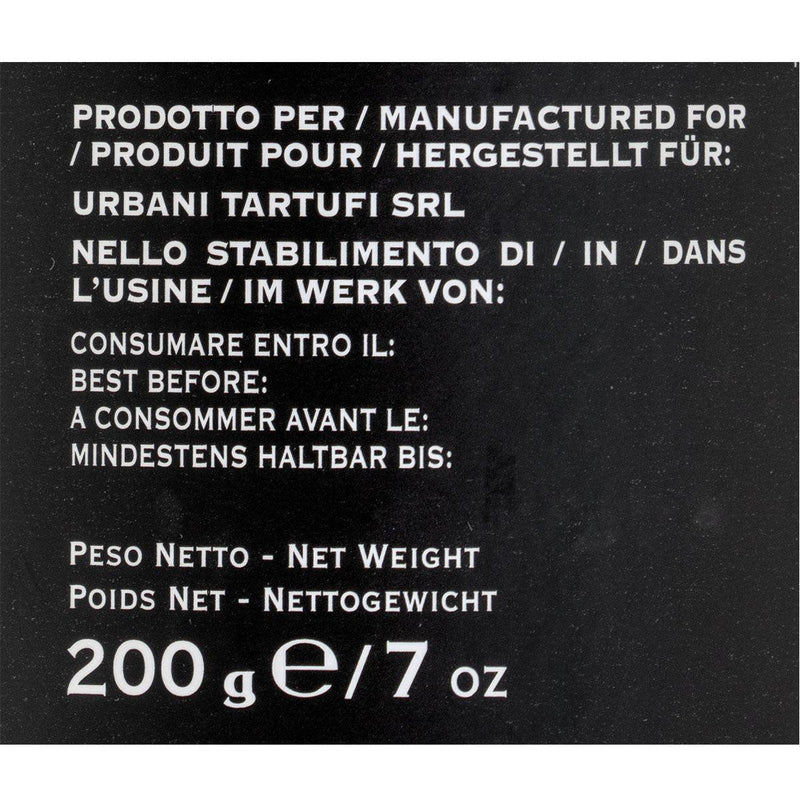 PRODOTTO PER / MANUFACTURED FOR
/ PRODUIT POUR / HERGESTELLT FÜR:
URBANI TARTUFI SRL
NELLO STABILIMENTO DI / IN / DANS
L'USINE / IM WERK VON:
CONSUMARE ENTRO IL:
BEST BEFORE:
A CONSOMMER AVANT LE:
MINDESTENS HALTBAR BIS:
PESO NETTO - NET WEIGHT
POIDS NET - NETTOGEWICHT
200 g ℮ / 7 OZ